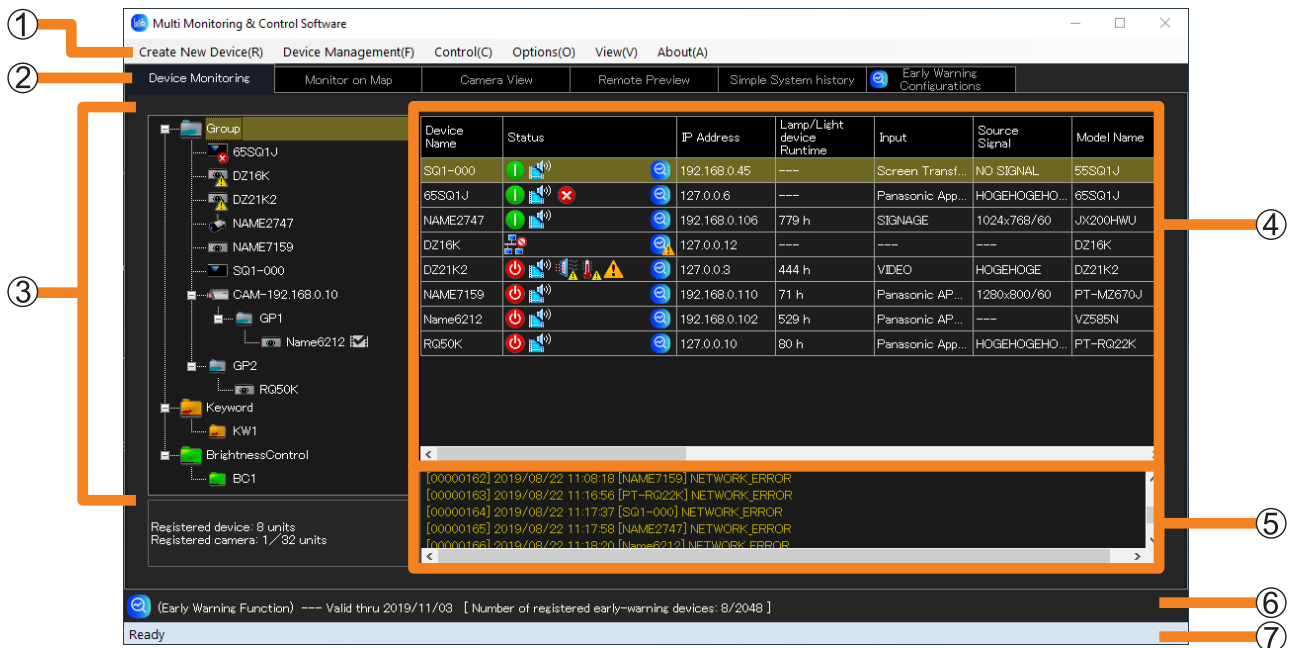 Multi Monitoring & Control Software
① Create New Device(R) Device Management(F) Control(C) Options(O) View(V) About(A)
② Device Monitoring Monitor on Map Camera View Remote Preview Simple System history Early Warning Configurations
③
Group
65SQ1J
DZ16K
DZ21K2
NAME2747
NAME7159
SQ1-000
CAM-192.168.0.10
GP1
Name6212
GP2
RQ50K
Keyword
KW1
BrightnessControl
BC1
Registered device: 8 units
Registered camera: 1/32 units
④
Device Name Status IP Address Lamp/Light device Runtime Input Source Signal Model Name
SQ1-000 192.168.0.45 --- Screen Transf... NO SIGNAL 55SQ1J
65SQ1J 127.0.0.6 --- Panasonic App... HOGEHOGEHO... 65SQ1J
NAME2747 192.168.0.106 779 h SIGNAGE 1024x768/60 JX200HWU
DZ16K 127.0.0.12 --- --- --- DZ16K
DZ21K2 127.0.0.3 444 h VIDEO HOGEHOGE DZ21K2
NAME7159 192.168.0.110 71 h Panasonic AP... 1280x800/60 PT-MZ670J
Name6212 192.168.0.102 529 h Panasonic AP... --- VZ585N
RQ50K 127.0.0.10 80 h Panasonic App... HOGEHOGEHO... PT-RQ22K
⑤
[00000162] 2019/08/22 11:08:18 [NAME7159] NETWORK_ERROR
[00000163] 2019/08/22 11:16:56 [PT-RQ22K] NETWORK_ERROR
[00000164] 2019/08/22 11:17:37 [SQ1-000] NETWORK_ERROR
[00000165] 2019/08/22 11:17:58 [NAME2747] NETWORK_ERROR
[00000166] 2019/08/22 11:18:20 [Name6212] NETWORK_ERROR
(Early Warning Function) --- Valid thru 2019/11/03 [ Number of registered early-warning devices: 8/2048 ] ⑥
Ready ⑦